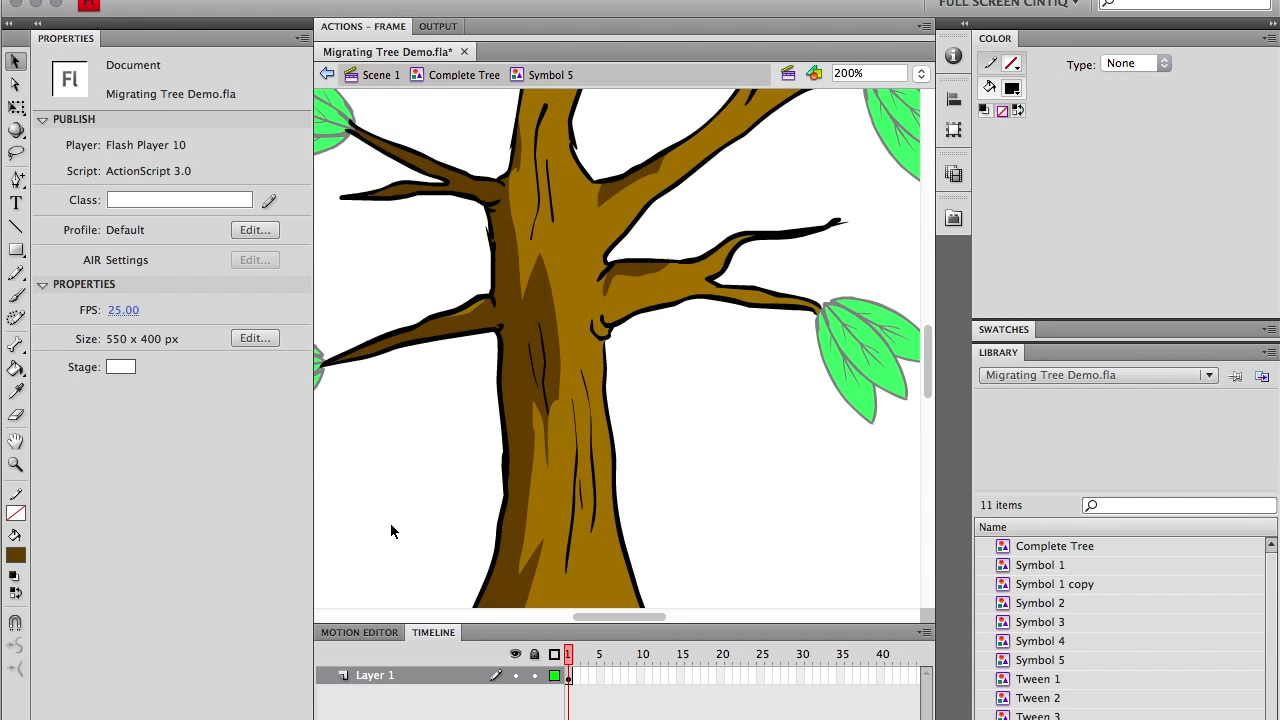 FULL SCREEN CINTIQ
PROPERTIES
Fl
Document
Migrating Tree Demo.fla
PUBLISH
Player: Flash Player 10
Script: ActionScript 3.0
Class:
Profile: Default
Edit...
AIR Settings
Edit...
PROPERTIES
FPS: 25.00
Size: 550 x 400 px
Edit...
Stage:
T
ACTIONS – FRAME
OUTPUT
Migrating Tree Demo.fla*
Scene 1
Complete Tree
Symbol 5
200%
MOTION EDITOR
TIMELINE
1 5 10 15 20 25 30 35 40
Layer 1
COLOR
Type: None
SWATCHES
LIBRARY
Migrating Tree Demo.fla
11 items
Name
Complete Tree
Symbol 1
Symbol 1 copy
Symbol 2
Symbol 3
Symbol 4
Symbol 5
Tween 1
Tween 2
Tween 3